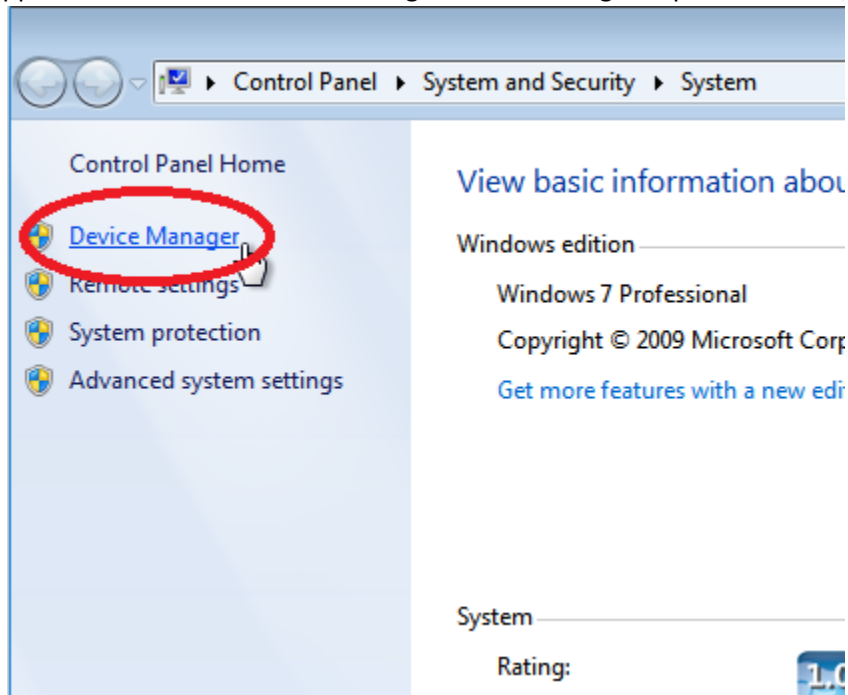 Control Panel ▸ System and Security ▸ System
Control Panel Home
Device Manager
Remote settings
System protection
Advanced system settings
View basic information abou
Windows edition
Windows 7 Professional
Copyright © 2009 Microsoft Corp
Get more features with a new edi
System
Rating:
1.0